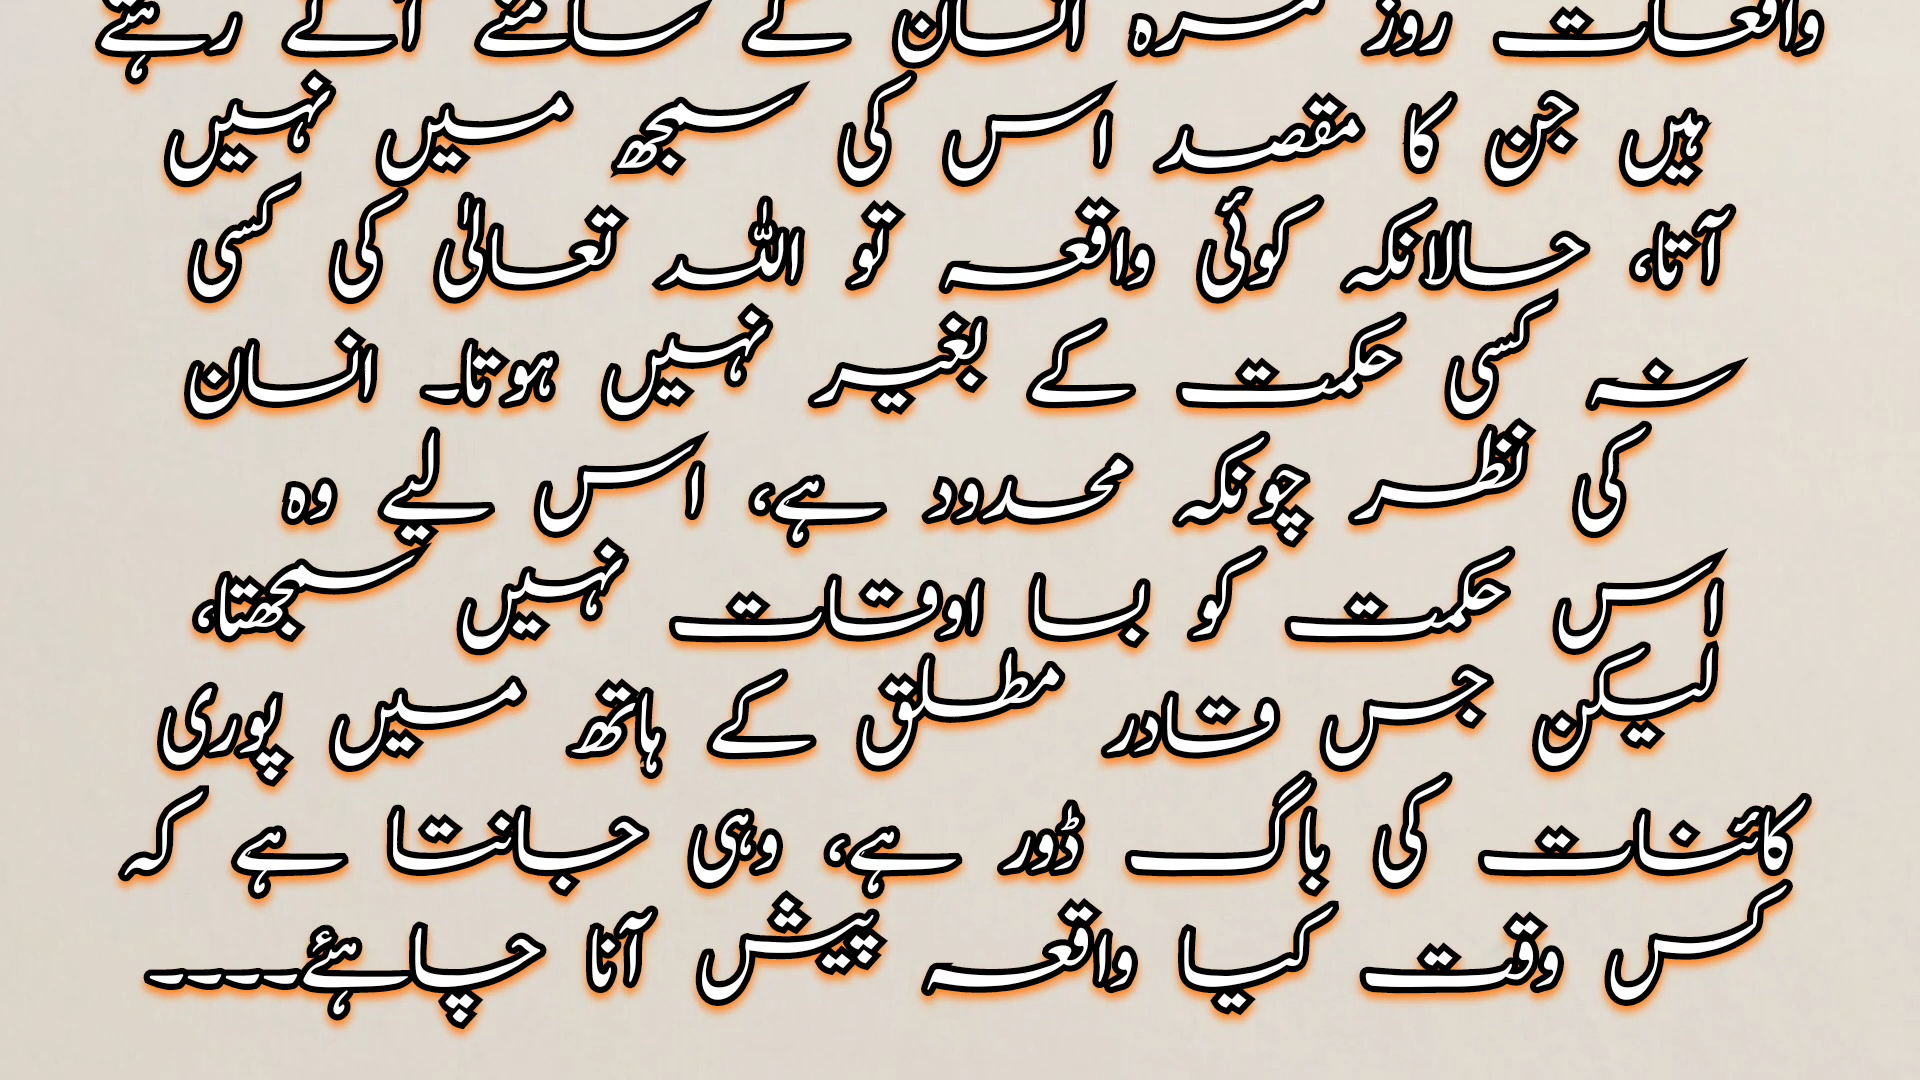 واقعات روز مرہ انسان کے سامنے آتے رہتے
ہیں جن کا مقصد اس کی سمجھ میں نہیں
آتا، حالانکہ کوئی واقعہ تو اللہ تعالیٰ کی کسی
نہ کسی حکمت کے بغیر نہیں ہوتا۔ انسان
کی نظر چونکہ محدود ہے، اس لیے وہ
اس حکمت کو بسا اوقات نہیں سمجھتا،
لیکن جس قادر مطلق کے ہاتھ میں پوری
کائنات کی باگ ڈور ہے، وہی جانتا ہے کہ
کس وقت کیا واقعہ پیش آنا چاہئے۔۔۔۔